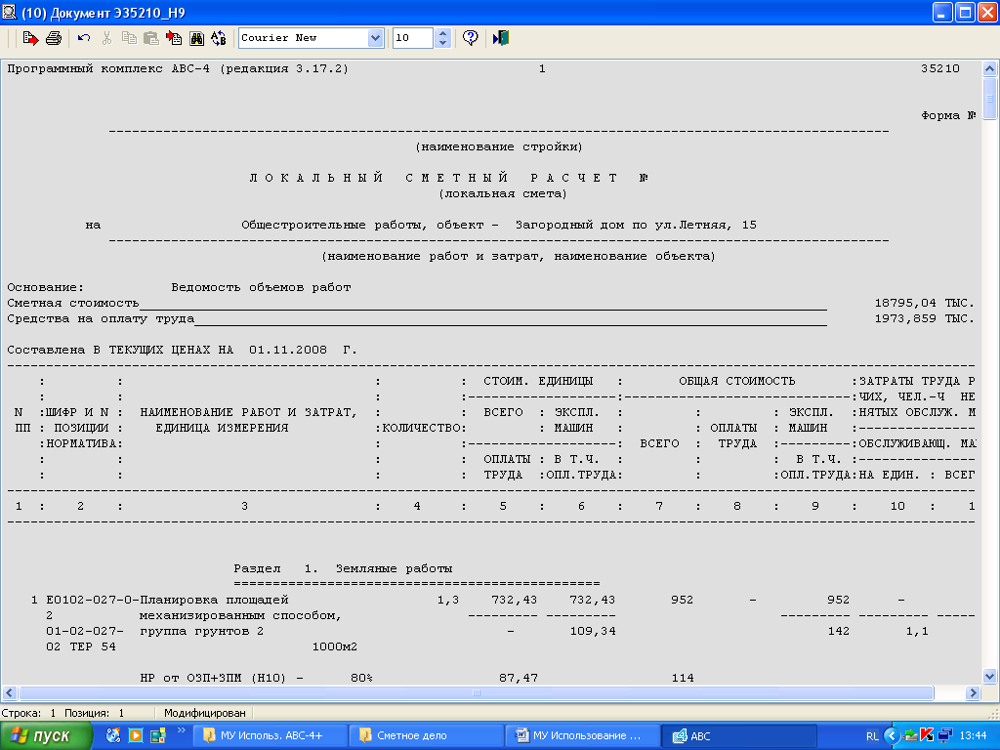 (10) Документ Э35210_Н9
Courier New 10
Программный комплекс АВС-4 (редакция 3.17.2) 1 35210
Форма №
(наименование стройки)
Л О К А Л Ь Н Ы Й С М Е Т Н Ы Й Р А С Ч Е Т №
(локальная смета)
на Общестроительные работы, объект - Загородный дом по ул.Летняя, 15
(наименование работ и затрат, наименование объекта)
Основание: Ведомость объемов работ
Сметная стоимость 18795,04 ТЫС.
Средства на оплату труда 1973,859 ТЫС.
Составлена В ТЕКУЩИХ ЦЕНАХ НА 01.11.2008 Г.
: : : : СТОИМ. ЕДИНИЦЫ : ОБЩАЯ СТОИМОСТЬ :ЗАТРАТЫ ТРУДА Р
: : : :-------------------:-----------------------------:ЧИХ, ЧЕЛ.-Ч НЕ
N :ШИФР И N : НАИМЕНОВАНИЕ РАБОТ И ЗАТРАТ, : : ВСЕГО : ЭКСПЛ. : : : ЭКСПЛ. :НЯТЫХ ОБСЛУЖ. М
ПП : ПОЗИЦИИ : ЕДИНИЦА ИЗМЕРЕНИЯ :КОЛИЧЕСТВО: : МАШИН : : ОПЛАТЫ : МАШИН :
:НОРМАТИВА: : :-------------------: ВСЕГО : ТРУДА :---------:ОБСЛУЖИВАЮЩ. МА
: : : : ОПЛАТЫ : В Т.Ч. : : : В Т.Ч. :
: : : : ТРУДА :ОПЛ.ТРУДА: : :ОПЛ.ТРУДА:НА ЕДИН. : ВСЕГ
1 : 2 : 3 : 4 : 5 : 6 : 7 : 8 : 9 : 10 : 1
Раздел 1. Земляные работы
1 Е0102-027-0-Планировка площадей 1,3 732,43 732,43 952 - 952 -
2 механизированным способом,
01-02-027- группа грунтов 2 - 109,34 142 1,1
02 ТЕР 54 1000м2
НР от ОЗП+ЗПМ (Н10) - 80% 87,47 114
Строка: 1 Позиция: 1 Модифицирован
пуск МУ Использ. АВС-4+ Сметное дело МУ Использование ... АВС RL 13:44